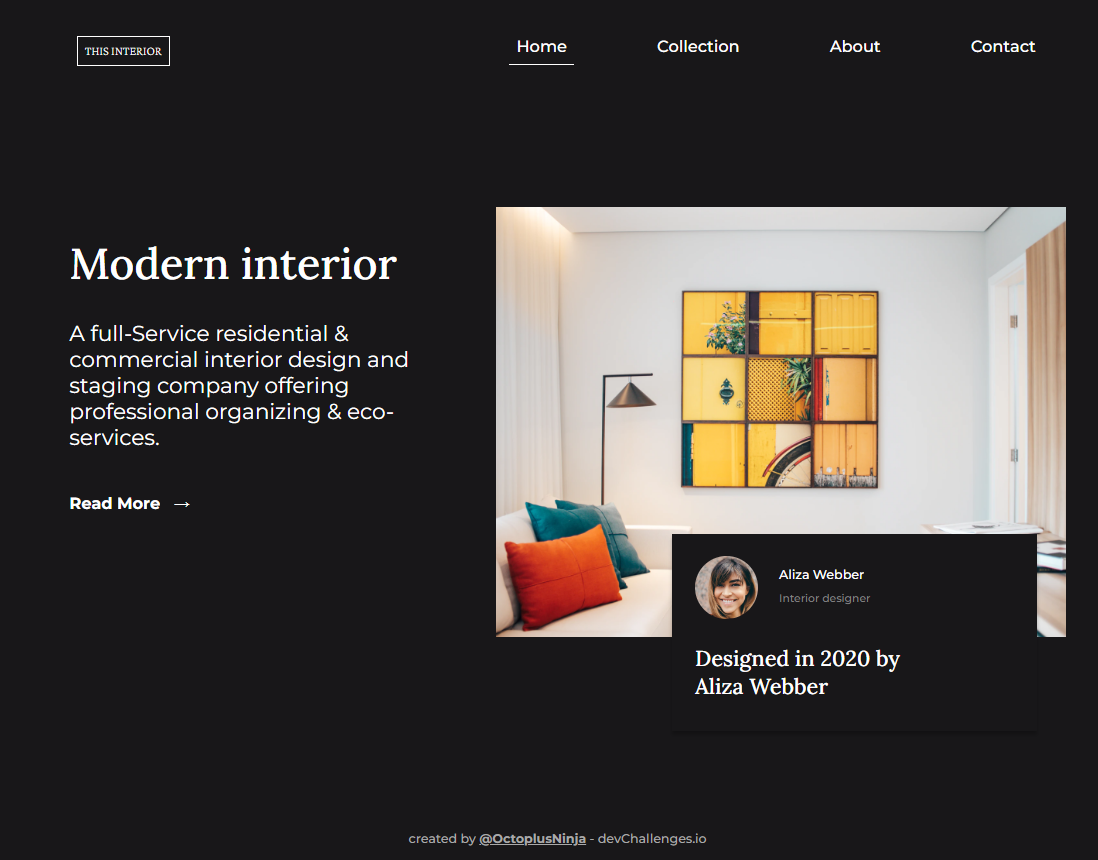 THIS INTERIOR
Home
Collection
About
Contact
Modern interior
A full-Service residential &
commercial interior design and
staging company offering
professional organizing & eco-
services.
Read More →
Aliza Webber
Interior designer
Designed in 2020 by
Aliza Webber
created by @OctoplusNinja - devChallenges.io